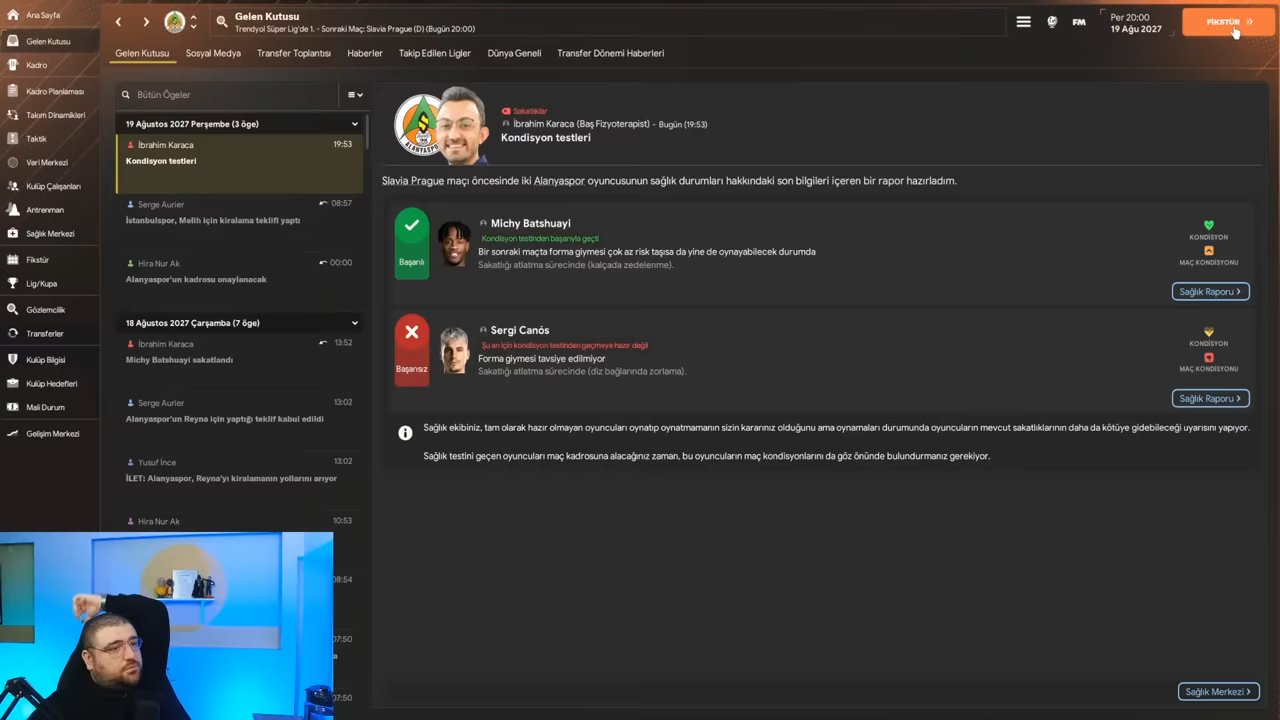 Ana Sayfa
Gelen Kutusu
Kadro
Kadro Planlaması
Takım Dinamikleri
Taktik
Veri Merkezi
Kulüp Çalışanları
Antrenman
Sağlık Merkezi
Fikstür
Lig/Kupa
Gözlemcilik
Transferler
Kulüp Bilgisi
Kulüp Hedefleri
Mali Durum
Gelişim Merkezi
Gelen Kutusu
Trendyol Süper Lig'de 1. - Sonraki Maç: Slavia Prague (D) (Bugün 20:00)
FM
Per 20:00
19 Ağu 2027
FİKSTÜR
Gelen Kutusu
Sosyal Medya
Transfer Toplantısı
Haberler
Takip Edilen Ligler
Dünya Geneli
Transfer Dönemi Haberleri
Bütün Ögeler
19 Ağustos 2027 Perşembe (3 öge)
İbrahim Karaca 19:53
Kondisyon testleri
Serge Aurier 08:57
İstanbulspor, Melih için kiralama teklifi yaptı
Hira Nur Ak 00:00
Alanyaspor'un kadrosu onaylanacak
18 Ağustos 2027 Çarşamba (7 öge)
İbrahim Karaca 13:52
Michy Batshuayi sakatlandı
Serge Aurier 13:02
Alanyaspor'un Reyna için yaptığı teklif kabul edildi
Yusuf İnce 13:02
İLET: Alanyaspor, Reyna'yı kiralamanın yollarını arıyor
Hira Nur Ak 10:53
08:54
07:50
07:50
Sakatlıklar
İbrahim Karaca (Baş Fizyoterapist) - Bugün (19:53)
Kondisyon testleri
Slavia Prague maçı öncesinde iki Alanyaspor oyuncusunun sağlık durumları hakkındaki son bilgileri içeren bir rapor hazırladım.
Başarılı
Michy Batshuayi
Kondisyon testinden başarıyla geçti
Bir sonraki maçta forma giymesi çok az risk taşısa da yine de oynayabilecek durumda
Sakatlığı atlatma sürecinde (kalçada zedelenme).
KONDİSYON
MAÇ KONDİSYONU
Sağlık Raporu
Başarısız
Sergi Canós
Şu an için kondisyon testinden geçmeye hazır değil
Forma giymesi tavsiye edilmiyor
Sakatlığı atlatma sürecinde (diz bağlarında zorlama).
KONDİSYON
MAÇ KONDİSYONU
Sağlık Raporu
Sağlık ekibiniz, tam olarak hazır olmayan oyuncuları oynatıp oynatmamanın sizin kararınız olduğunu ama oynamaları durumunda oyuncuların mevcut sakatlıklarının daha da kötüye gidebileceği uyarısını yapıyor.
Sağlık testini geçen oyuncuları maç kadrosuna alacağınız zaman, bu oyuncuların maç kondisyonlarını da göz önünde bulundurmanız gerekiyor.
Sağlık Merkezi